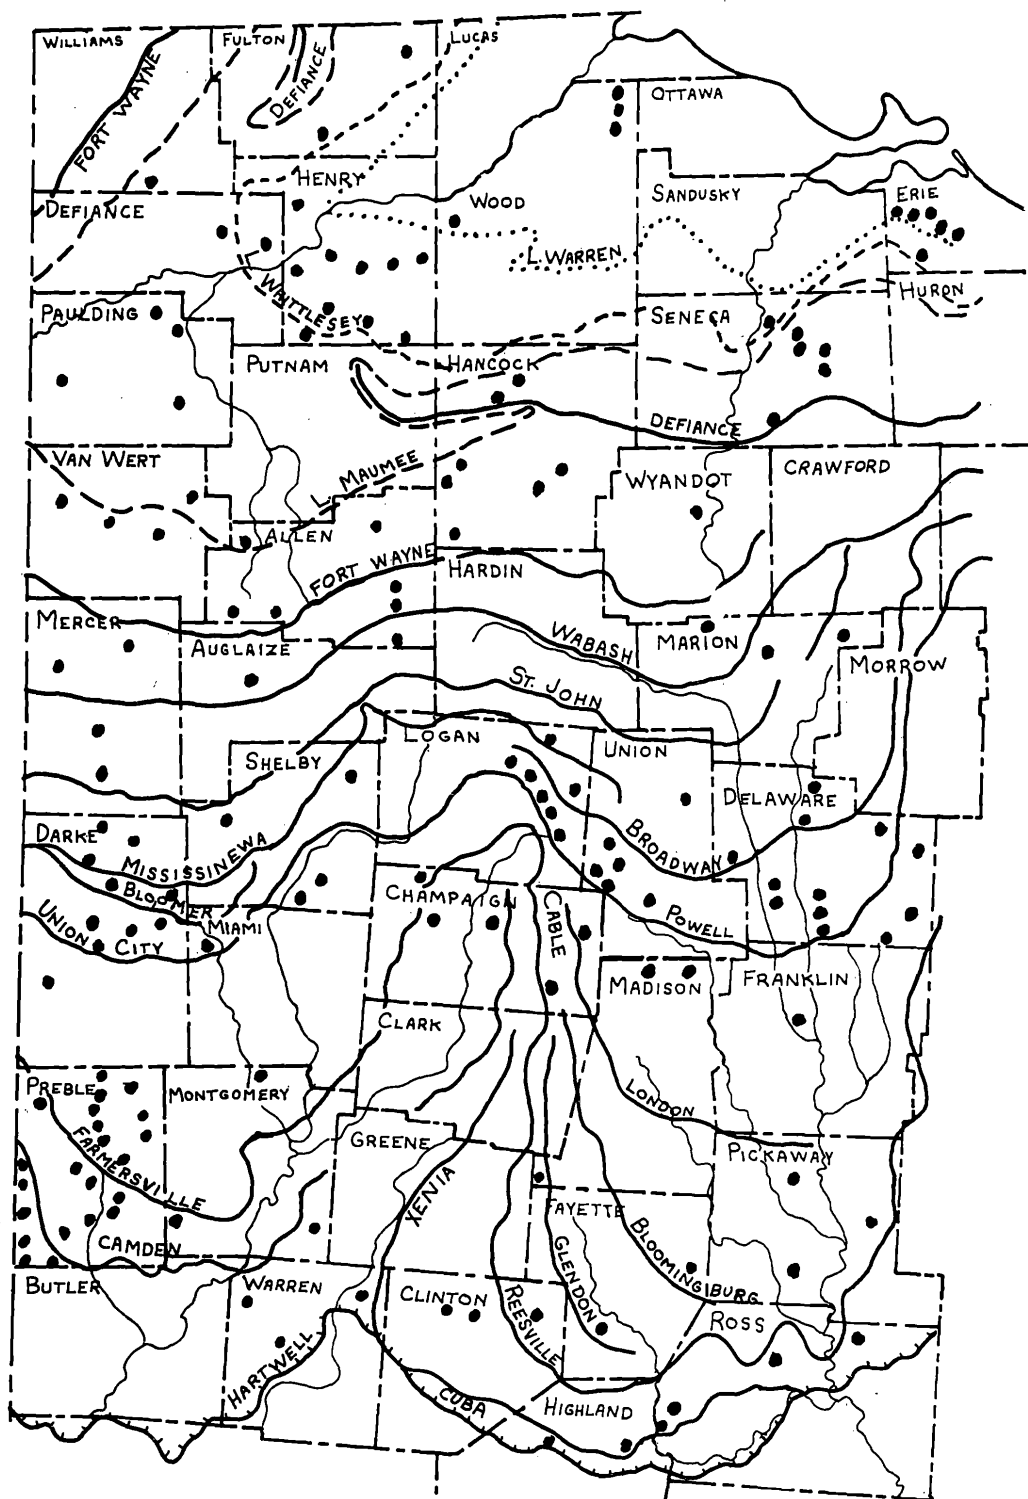 WILLIAMS
FULTON
LUCAS
FORT WAYNE
DEFIANCE
OTTAWA
HENRY
WOOD
SANDUSKY
ERIE
DEFIANCE
L. WARREN
WHITTLESEY
PAULDING
SENECA
HURON
PUTNAM
HANCOCK
DEFIANCE
VAN WERT
L. MAUMEE
WYANDOT
CRAWFORD
ALLEN
FORT WAYNE
HARDIN
MERCER
AUGLAIZE
WABASH
MARION
MORROW
ST. JOHN
LOGAN
UNION
SHELBY
DELAWARE
DARKE
MISSISSINEWA
BROADWAY
BLOOMER
MIAMI
CHAMPAIGN
CABLE
POWELL
UNION CITY
MADISON
FRANKLIN
CLARK
PREBLE
MONTGOMERY
LONDON
FARMERSVILLE
GREENE
PICKAWAY
XENIA
FAYETTE
CAMDEN
GLENDON
BLOOMINGIBURG
BUTLER
WARREN
CLINTON
REESVILLE
ROSS
HARTWELL
CUBA
HIGHLAND